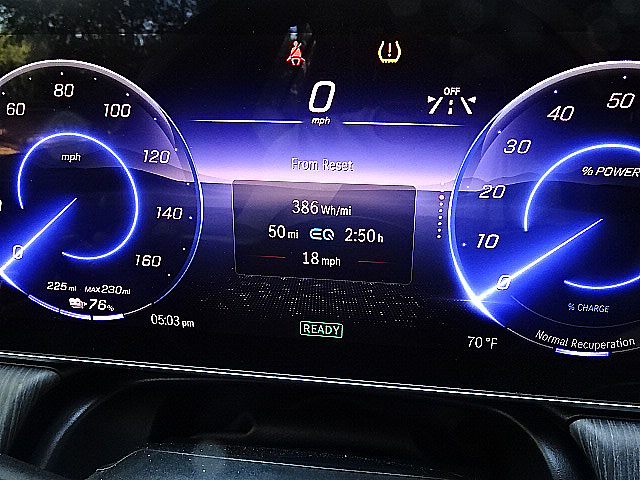 OFF
0
mph
60
80
100
120
140
160
mph
0
225 mi MAX 230 mi
76%
05:03 pm
From Reset
386 Wh/mi
50 mi EQ 2:50 h
18 mph
READY
50
40
30
20
10
0
% POWER
% CHARGE
Normal Recuperation
70 °F